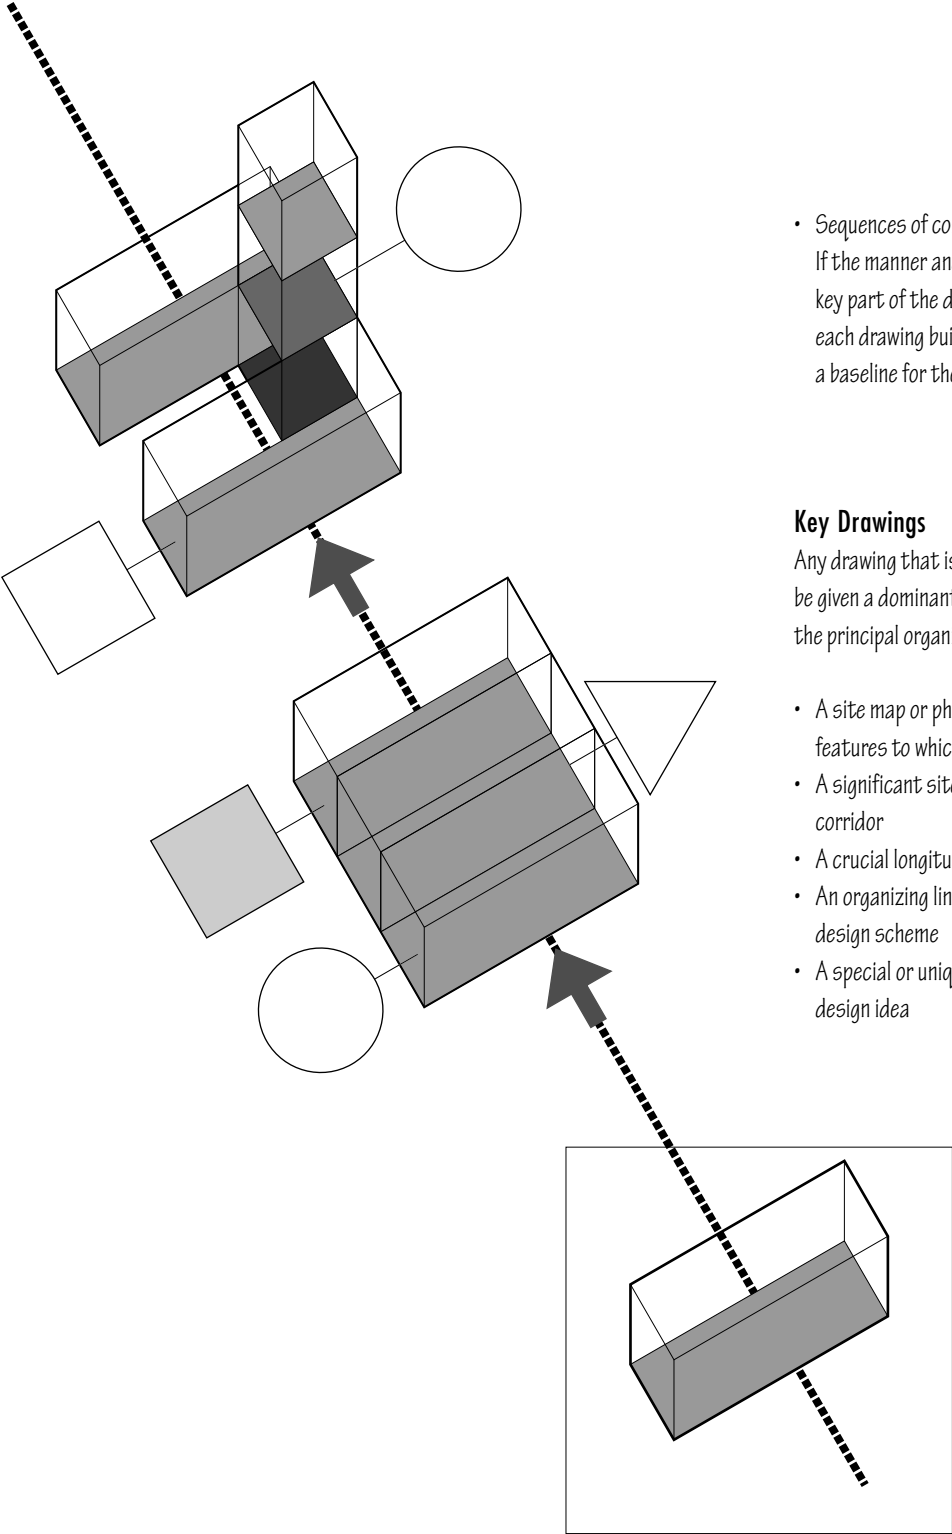 • Sequences of co
If the manner an
key part of the d
each drawing bui
a baseline for the
Key Drawings
Any drawing that is
be given a dominant
the principal organ
• A site map or ph
features to whic
• A significant site
corridor
• A crucial longitu
• An organizing lin
design scheme
• A special or uniq
design idea